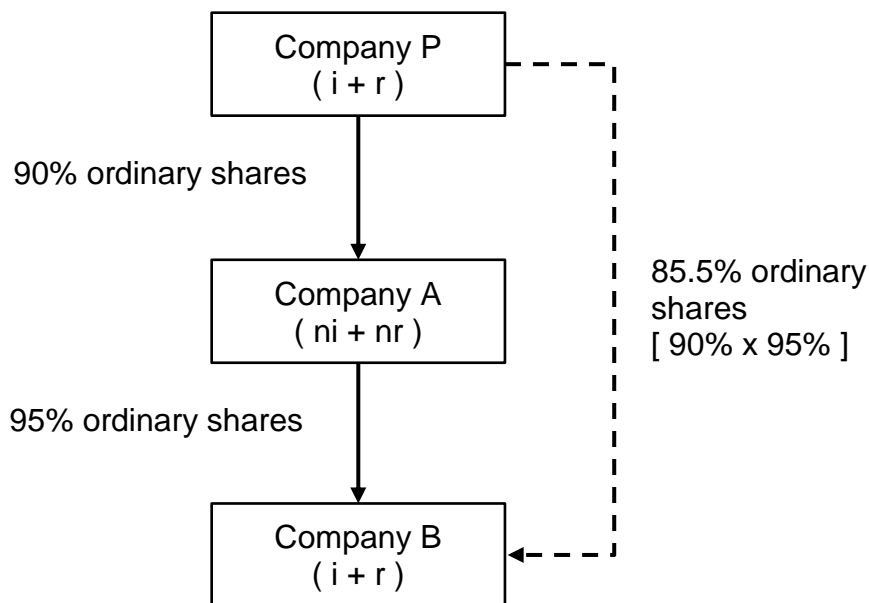 Company P
( i + r )
90% ordinary shares
Company A
( ni + nr )
85.5% ordinary
shares
[ 90% x 95% ]
95% ordinary shares
Company B
( i + r )